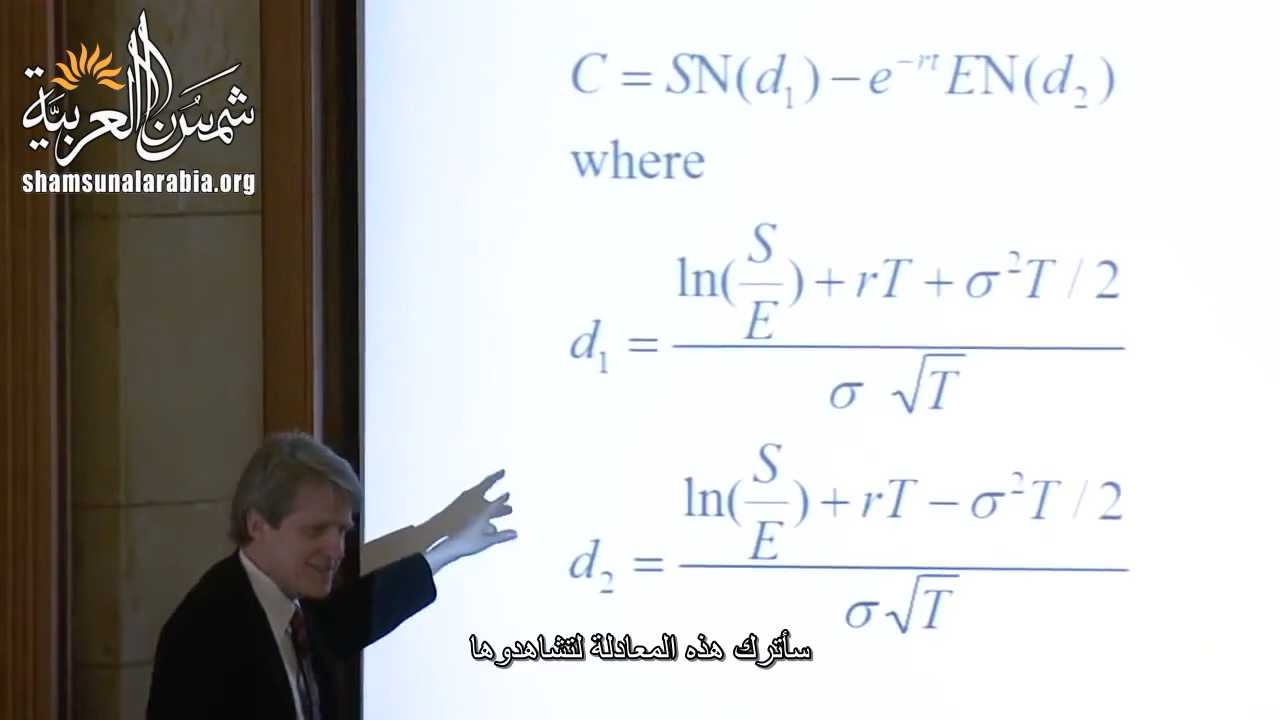 شمس العربية
shamsunalarabia.org
C = SN(d₁) − e^{−rt} EN(d₂)
where
d₁ = (ln(S/E) + rT + σ²T / 2) / (σ √T)
d₂ = (ln(S/E) + rT − σ²T / 2) / (σ√T)
سأترك هذه المعادلة لتشاهدوها